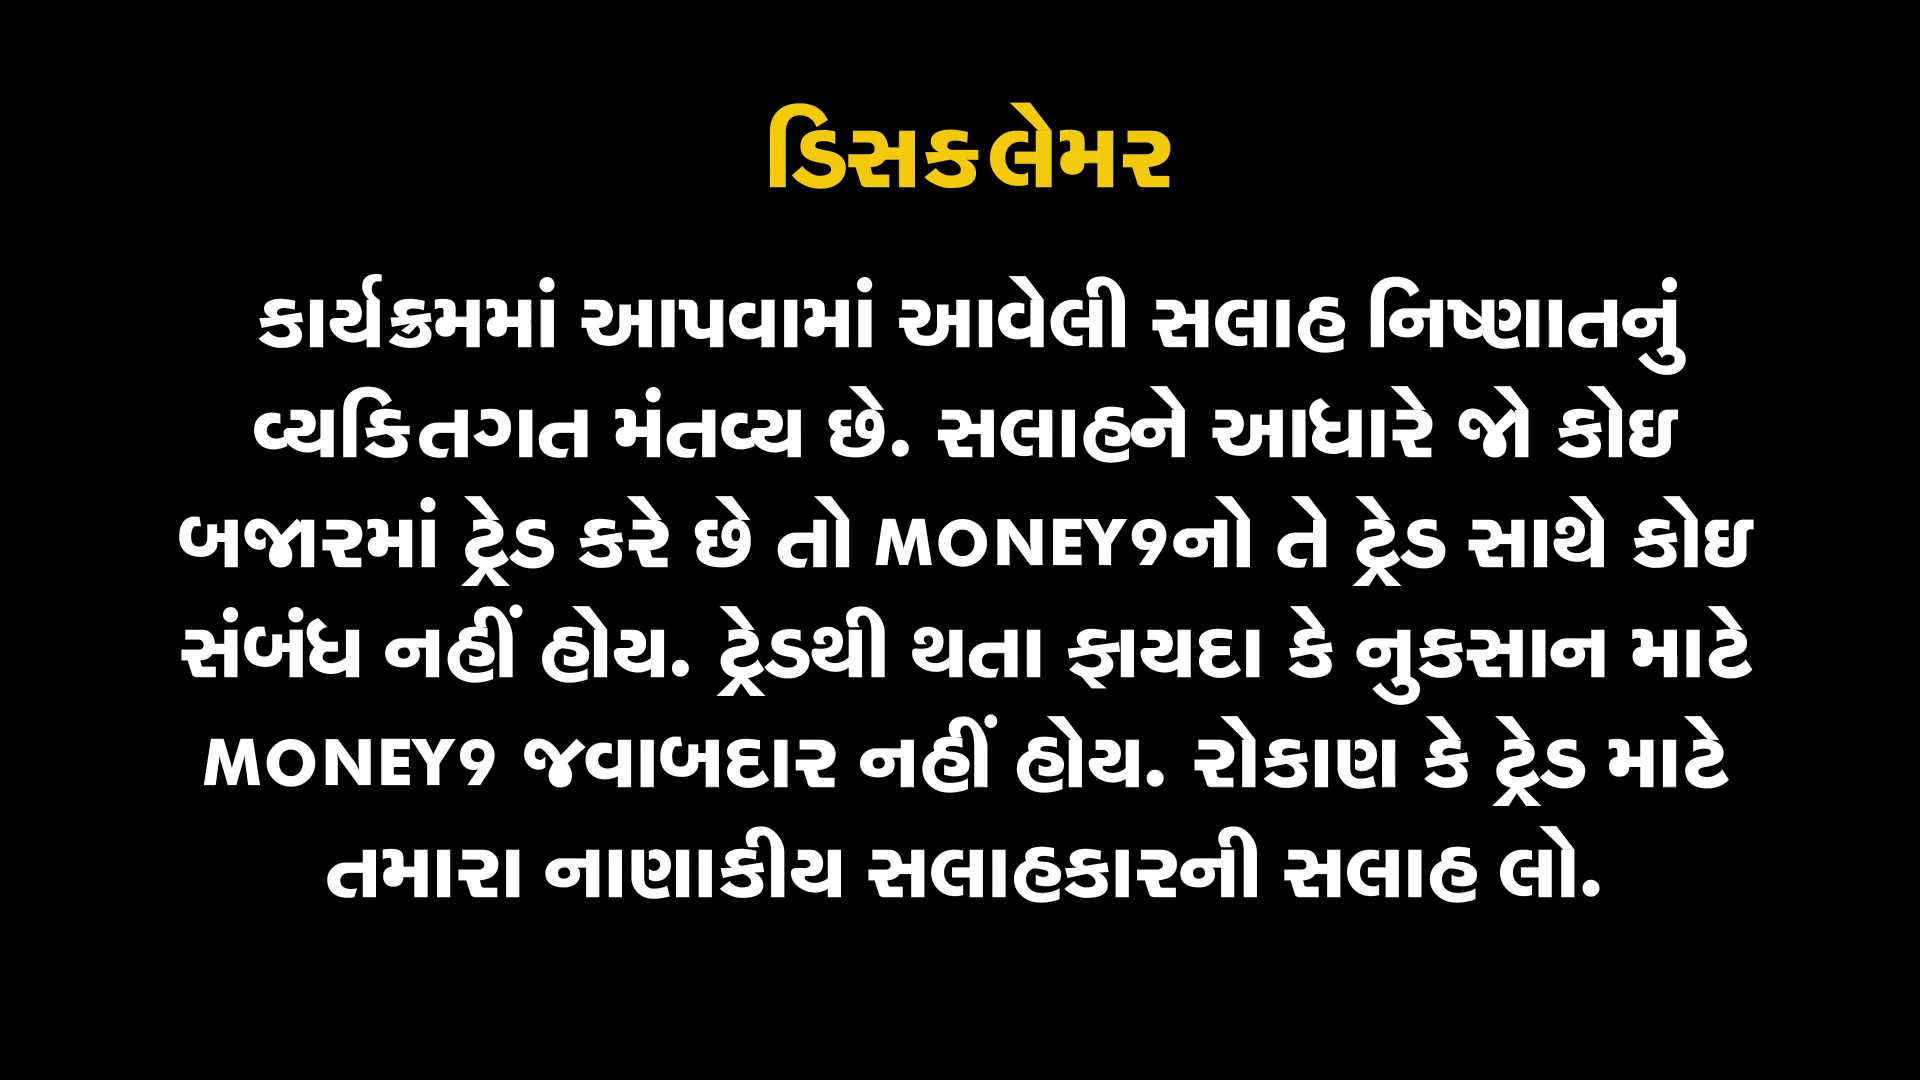 ડિસક્લેમર
કાર્યક્રમમાં આપવામાં આવેલી સલાહ નિષ્ણાતનું
વ્યકિતગત મંતવ્ય છે. સલાહને આધારે જો કોઇ
બજારમાં ટ્રેડ કરે છે તો MONEY9નો તે ટ્રેડ સાથે કોઇ
સંબંધ નહીં હોય. ટ્રેડથી થતા ફાયદા કે નુકસાન માટે
MONEY9 જવાબદાર નહીં હોય. રોકાણ કે ટ્રેડ માટે
તમારા નાણાકીય સલાહકારની સલાહ લો.